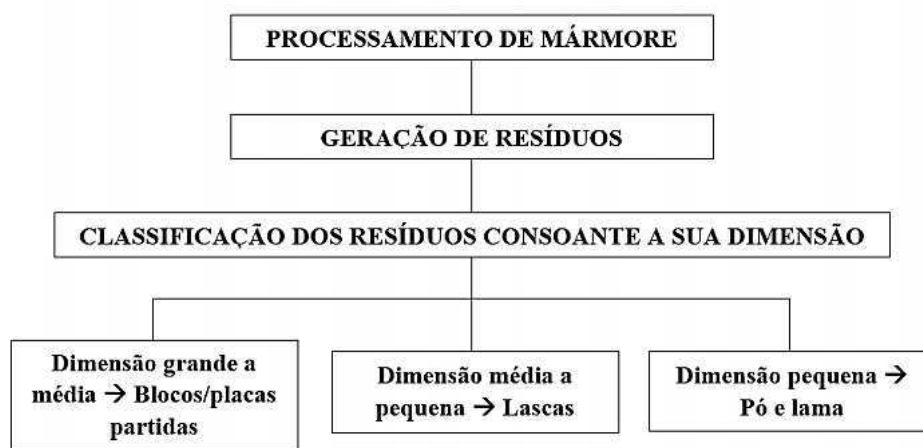 PROCESSAMENTO DE MÁRMORE
GERAÇÃO DE RESÍDUOS
CLASSIFICAÇÃO DOS RESÍDUOS CONSOANTE A SUA DIMENSÃO
Dimensão grande a
média → Blocos/placas
partidas
Dimensão média a
pequena → Lascas
Dimensão pequena →
Pó e lama